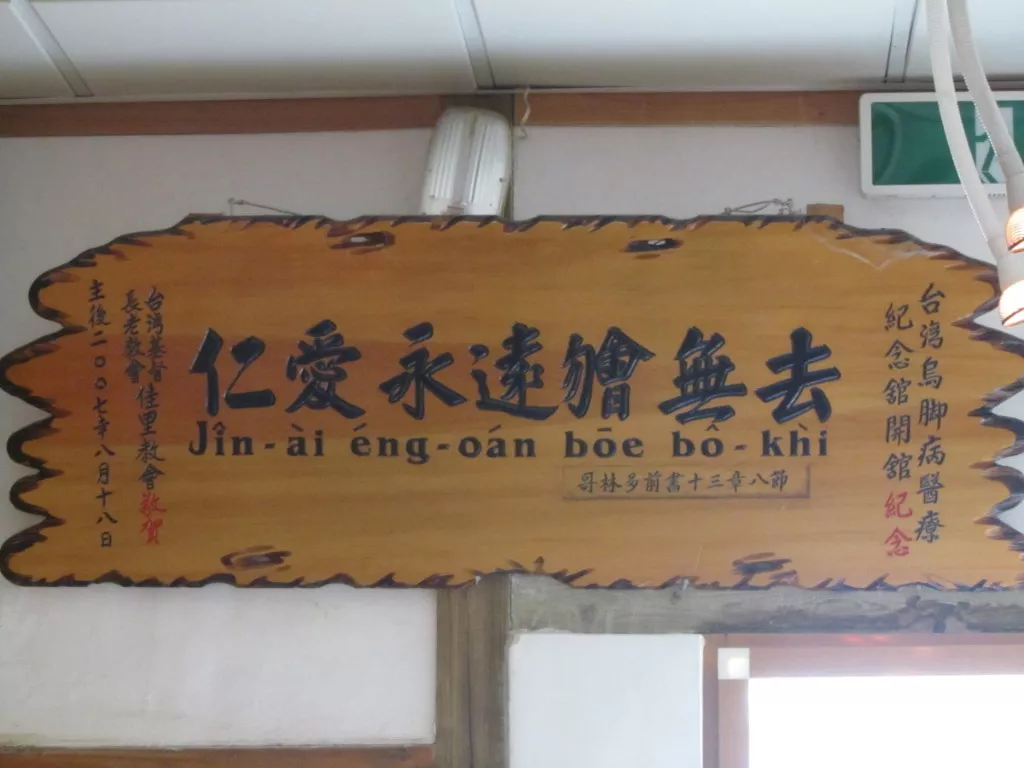 台灣烏脚病醫療
紀念舘開舘紀念
仁愛永遠𣍐無去
Jîn-ài éng-oán bōe bô-khì
哥林多前書十三章八節
台灣基督
長老教會
佳里教會敬賀
主後二〇〇七年八月十八日